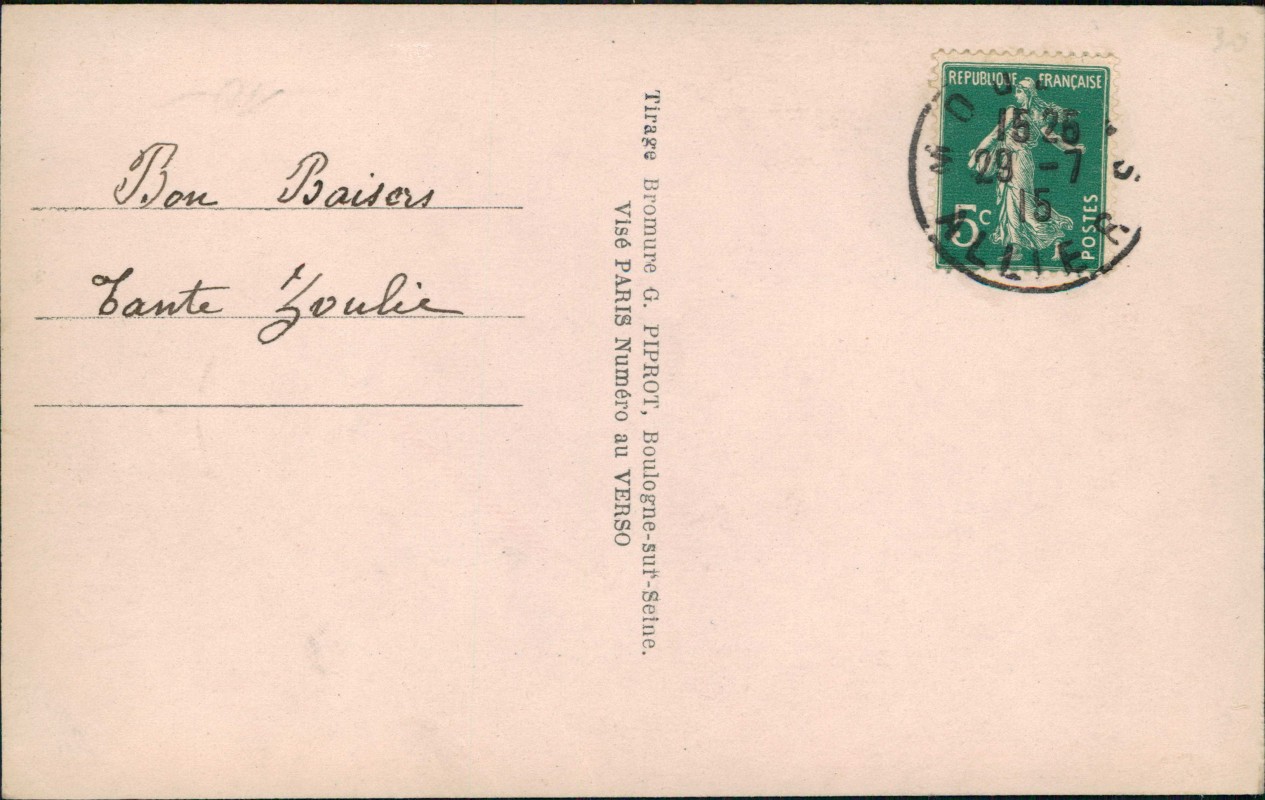 Bon Baisers
Tante Zoulie
Tirage Bromure G. PIPROT, Boulogne-sur-Seine.
Visé PARIS Numéro au VERSO
REPUBLIQUE FRANÇAISE
5c
POSTES
15 26
29 -7
15
ALLIER
30